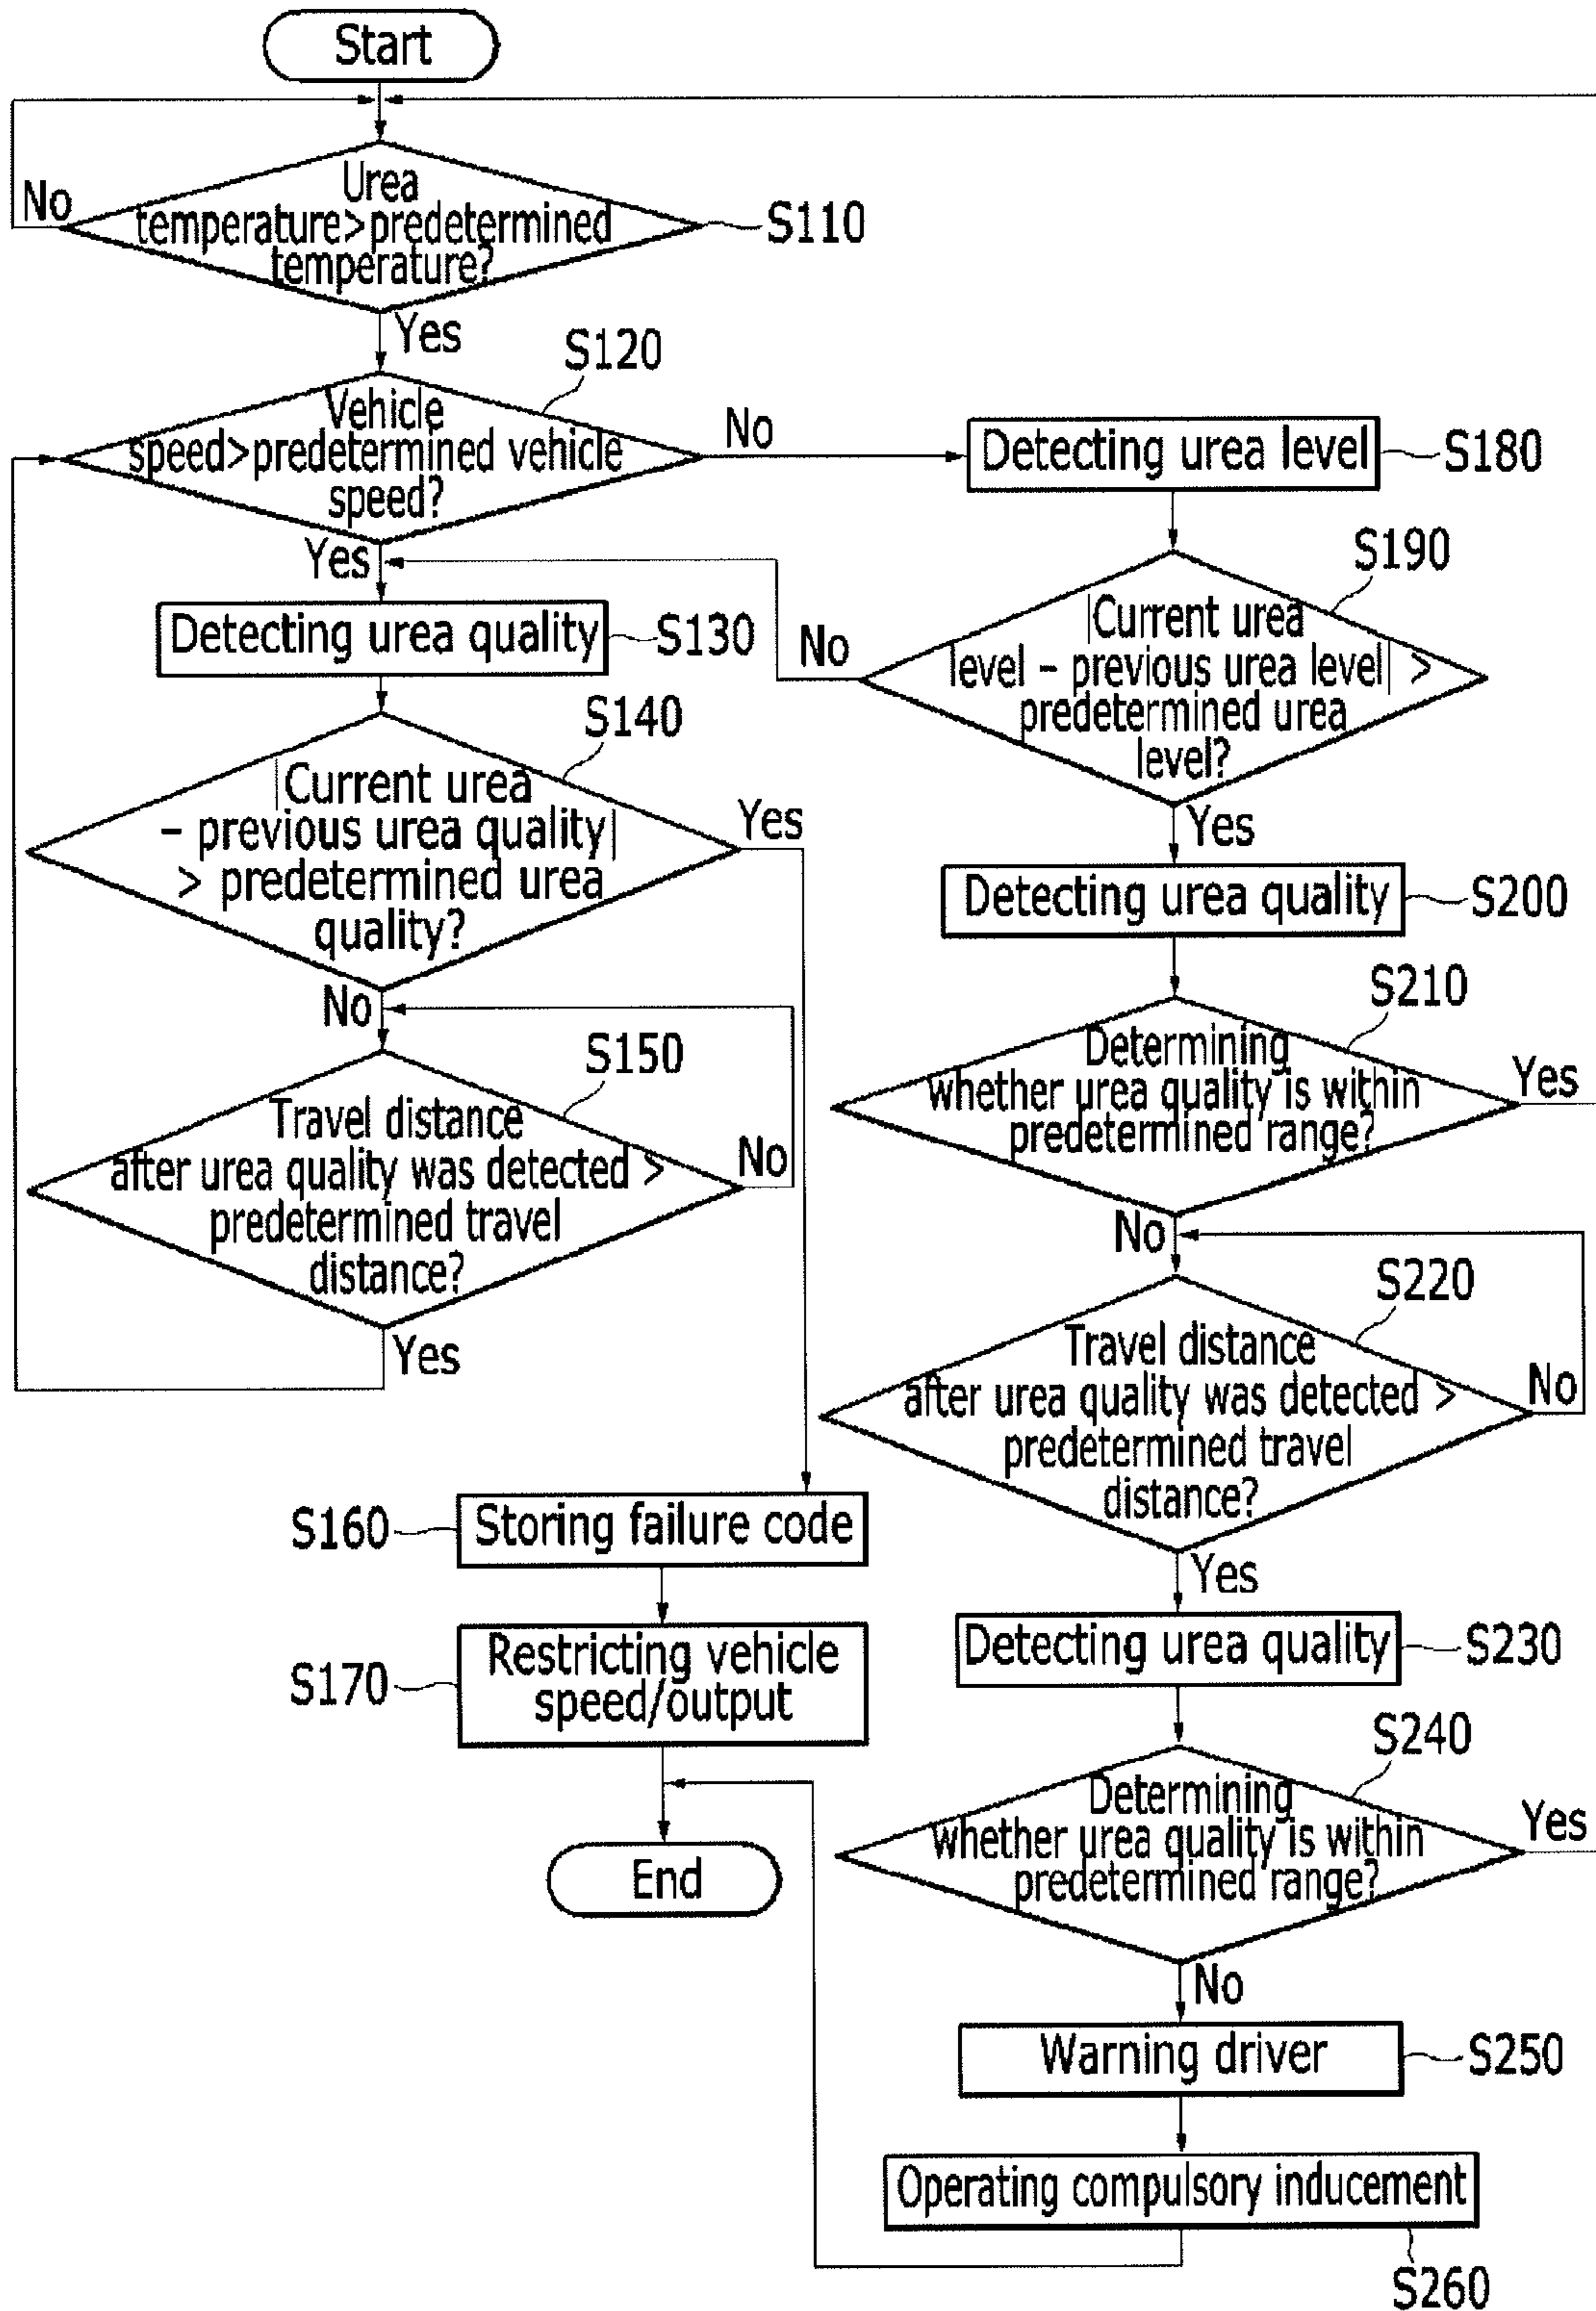 Start
Urea
temperature>predetermined
temperature?
No
S110
Yes
S120
Vehicle
speed>predetermined vehicle
speed?
No
Yes
Detecting urea level
S180
Detecting urea quality
S130
S190
|Current urea
level – previous urea level| >
predetermined urea
level?
No
Yes
S140
|Current urea
– previous urea quality|
> predetermined urea
quality?
Yes
No
Detecting urea quality
S200
S150
Travel distance
after urea quality was detected >
predetermined travel
distance?
No
Yes
S210
Determining
whether urea quality is within
predetermined range?
Yes
No
S220
Travel distance
after urea quality was detected >
predetermined travel
distance?
No
Yes
S160
Storing failure code
S170
Restricting vehicle
speed/output
End
Detecting urea quality
S230
S240
Determining
whether urea quality is within
predetermined range?
Yes
No
Warning driver
S250
Operating compulsory inducement
S260